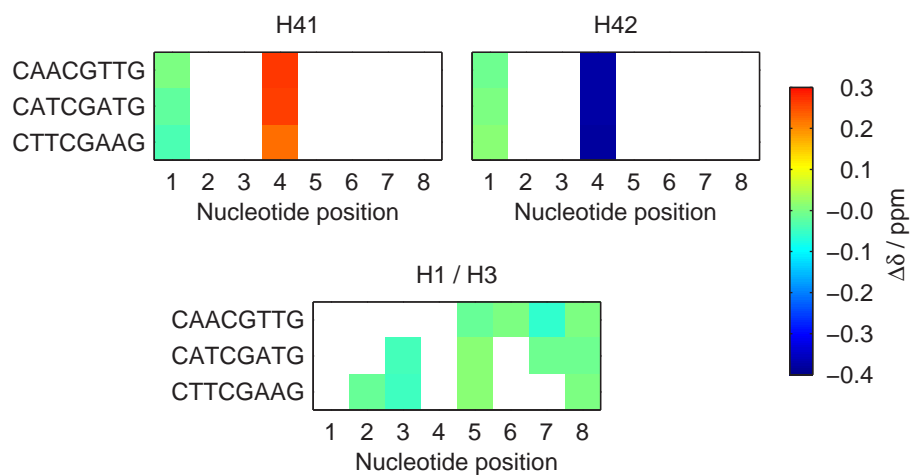 H41
H42
CAACGTTG
CATCGATG
CTTCGAAG
1 2 3 4 5 6 7 8
Nucleotide position
1 2 3 4 5 6 7 8
Nucleotide position
0.3
0.3
0.1
−0.0
−0.1
−0.2
−0.3
−0.4
Δδ / ppm
H1 / H3
CAACGTTG
CATCGATG
CTTCGAAG
1 2 3 4 5 6 7 8
Nucleotide position